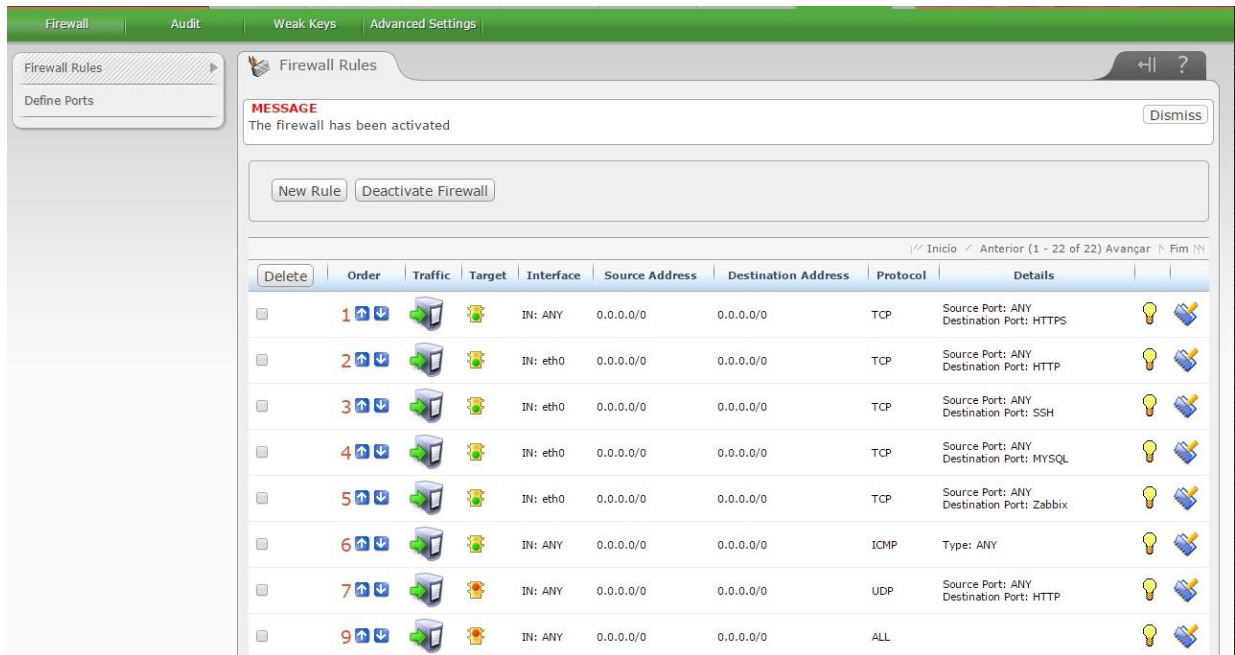 Firewall Audit Weak Keys Advanced Settings
Firewall Rules
Define Ports
Firewall Rules ?
MESSAGE
The firewall has been activated
Dismiss
New Rule Deactivate Firewall
Inicío Anterior (1 - 22 of 22) Avançar Fim
Delete Order Traffic Target Interface Source Address Destination Address Protocol Details
1 IN: ANY 0.0.0.0/0 0.0.0.0/0 TCP Source Port: ANY
Destination Port: HTTPS
2 IN: eth0 0.0.0.0/0 0.0.0.0/0 TCP Source Port: ANY
Destination Port: HTTP
3 IN: eth0 0.0.0.0/0 0.0.0.0/0 TCP Source Port: ANY
Destination Port: SSH
4 IN: eth0 0.0.0.0/0 0.0.0.0/0 TCP Source Port: ANY
Destination Port: MYSQL
5 IN: eth0 0.0.0.0/0 0.0.0.0/0 TCP Source Port: ANY
Destination Port: Zabbix
6 IN: ANY 0.0.0.0/0 0.0.0.0/0 ICMP Type: ANY
7 IN: ANY 0.0.0.0/0 0.0.0.0/0 UDP Source Port: ANY
Destination Port: HTTP
9 IN: ANY 0.0.0.0/0 0.0.0.0/0 ALL